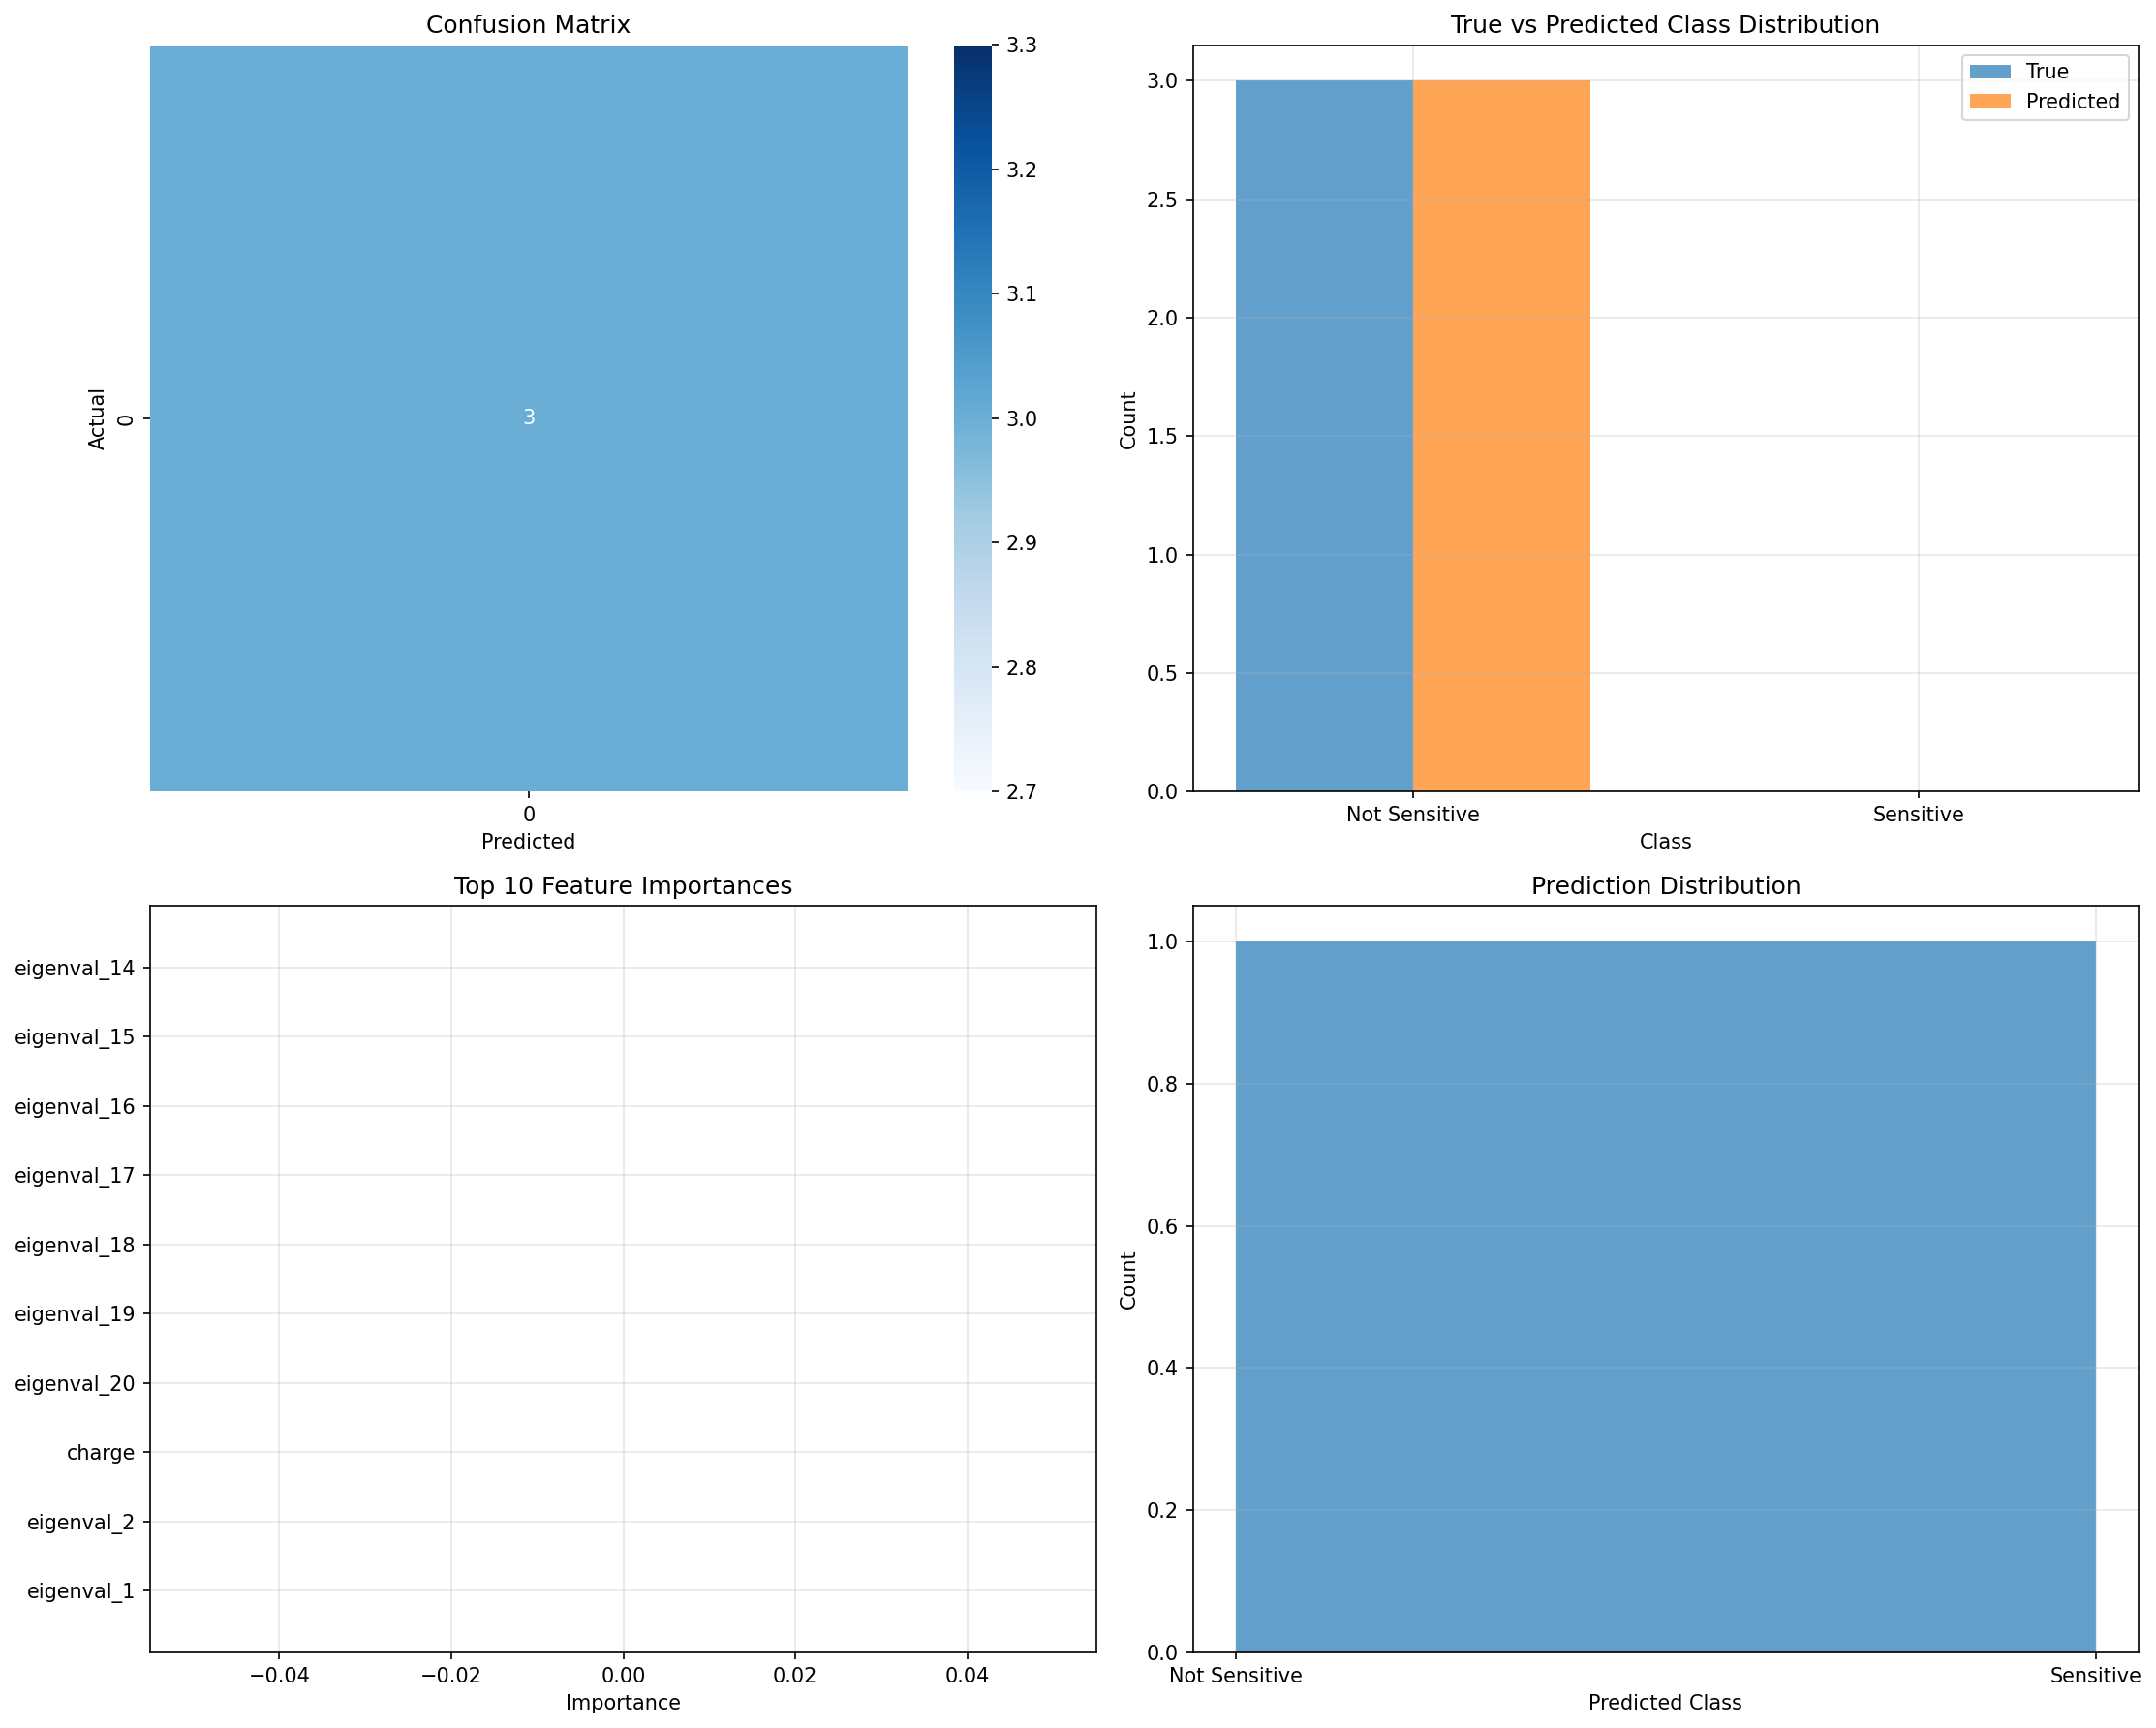 Confusion Matrix
3
Actual
0
0
Predicted
3.3
3.2
3.1
3.0
2.9
2.8
2.7
True vs Predicted Class Distribution
True
Predicted
Count
3.0
2.5
2.0
1.5
1.0
0.5
0.0
Not Sensitive
Sensitive
Class
Top 10 Feature Importances
eigenval_14
eigenval_15
eigenval_16
eigenval_17
eigenval_18
eigenval_19
eigenval_20
charge
eigenval_2
eigenval_1
−0.04
−0.02
0.00
0.02
0.04
Importance
Prediction Distribution
Count
1.0
0.8
0.6
0.4
0.2
0.0
Not Sensitive
Sensitive
Predicted Class